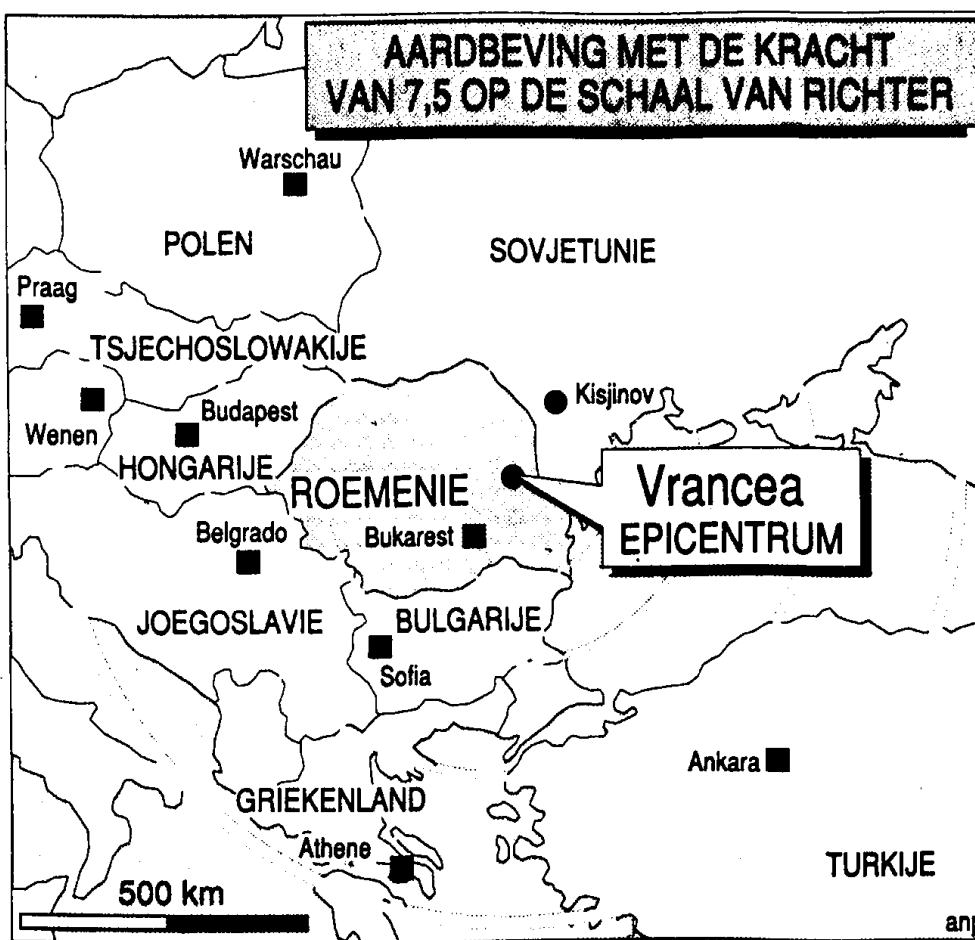 AARDBEVING MET DE KRACHT
VAN 7,5 OP DE SCHAAL VAN RICHTER
Warschau
POLEN
SOVJETUNIE
Praag
TSJECHOSLOWAKIJE
Kisjinov
Budapest
Wenen
HONGARIJE
Vrancea
ROEMENIE
EPICENTRUM
Belgrado
Bukarest
JOEGOSLAVIE
BULGARIJE
Sofia
Ankara
GRIEKENLAND
Athene
TURKIJE
500 km
anp